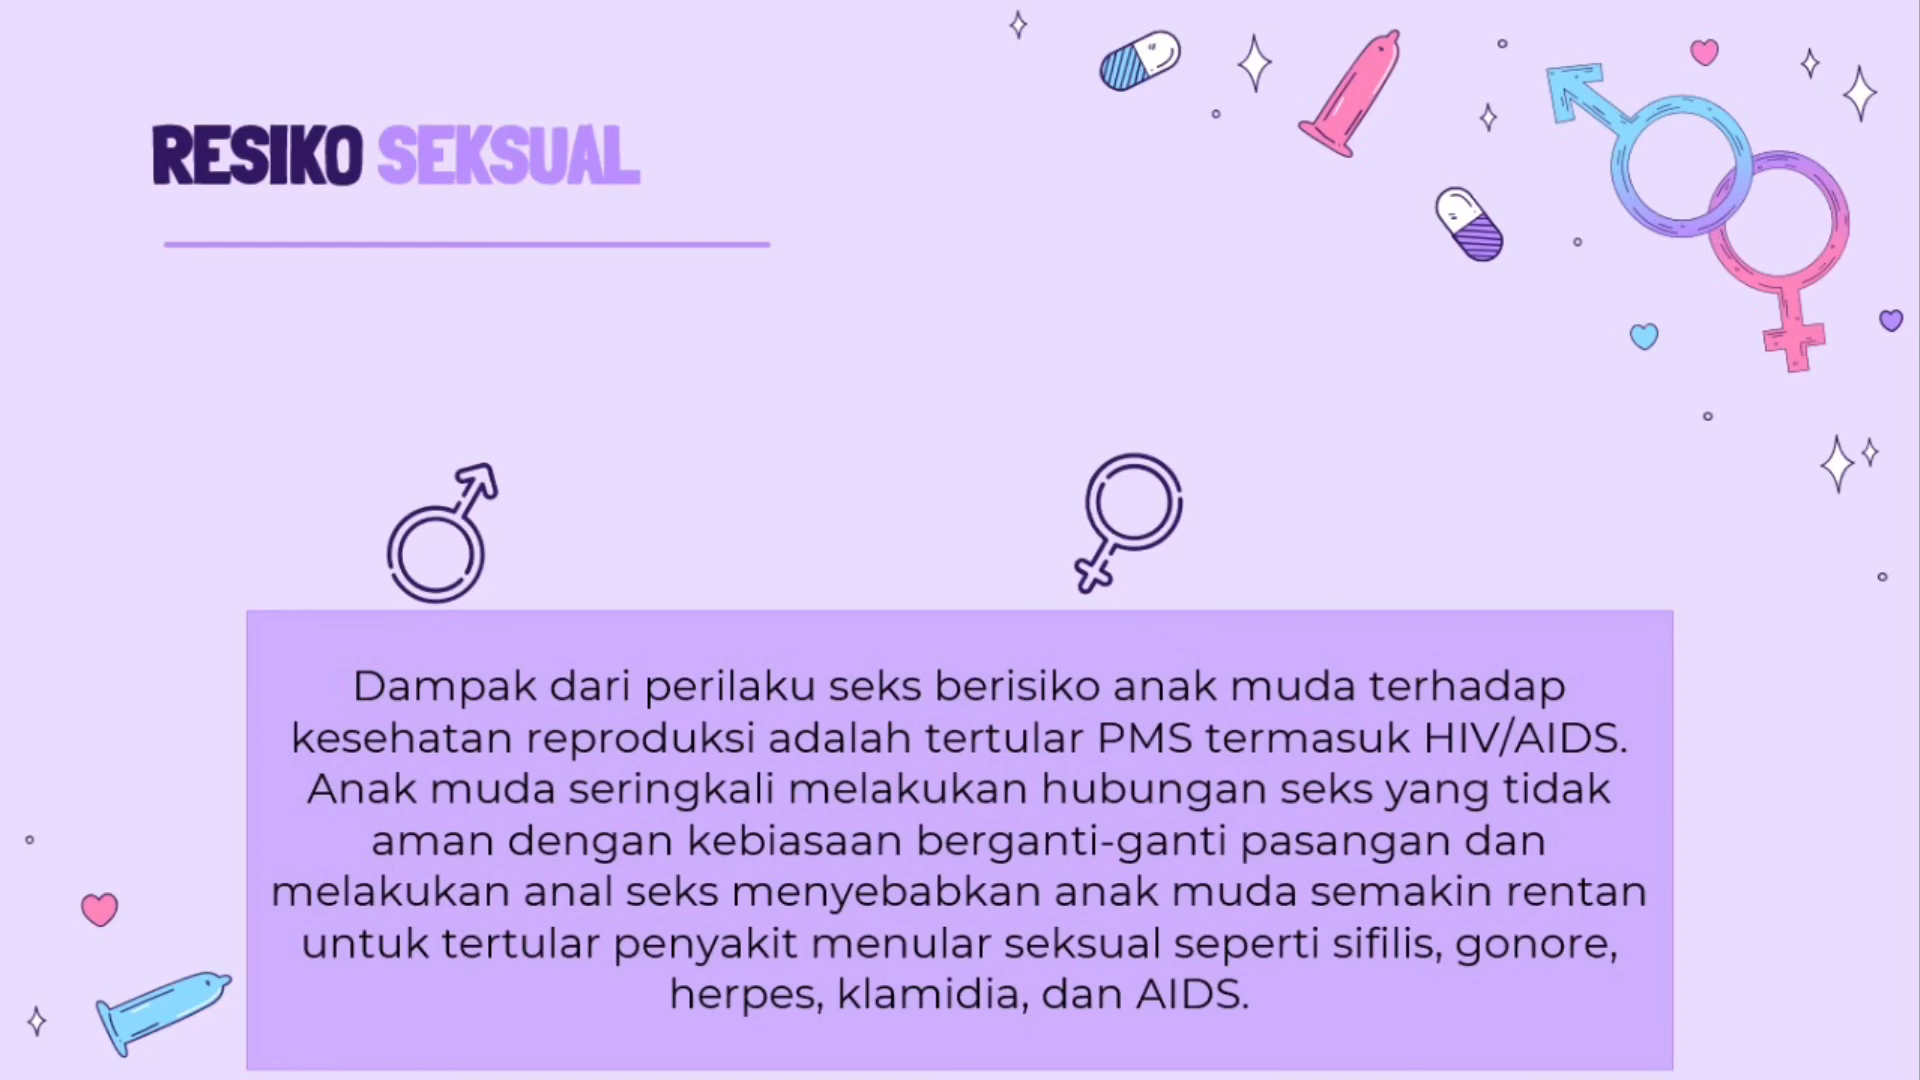 RESIKO SEKSUAL
Dampak dari perilaku seks berisiko anak muda terhadap
kesehatan reproduksi adalah tertular PMS termasuk HIV/AIDS.
Anak muda seringkali melakukan hubungan seks yang tidak
aman dengan kebiasaan berganti-ganti pasangan dan
melakukan anal seks menyebabkan anak muda semakin rentan
untuk tertular penyakit menular seksual seperti sifilis, gonore,
herpes, klamidia, dan AIDS.